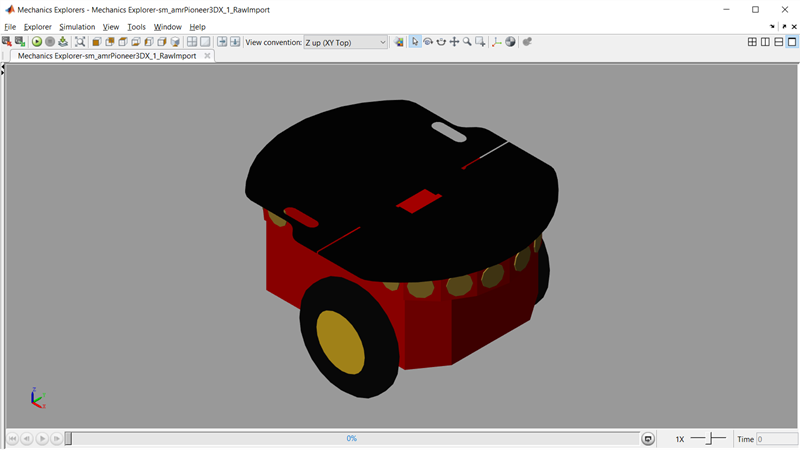 Mechanics Explorers - Mechanics Explorer-sm_amrPioneer3DX_1_RawImport
File Explorer Simulation View Tools Window Help
View convention: Z up (XY Top)
Mechanics Explorer-sm_amrPioneer3DX_1_RawImport
z
x
0%
1X
Time 0